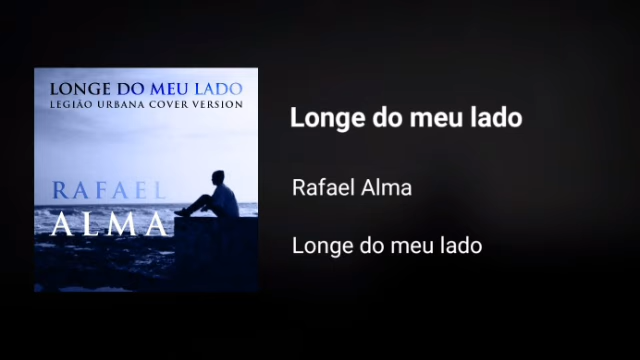 LONGE DO MEU LADO
LEGIÃO URBANA COVER VERSION
RAFAEL
ALMA
Longe do meu lado
Rafael Alma
Longe do meu lado